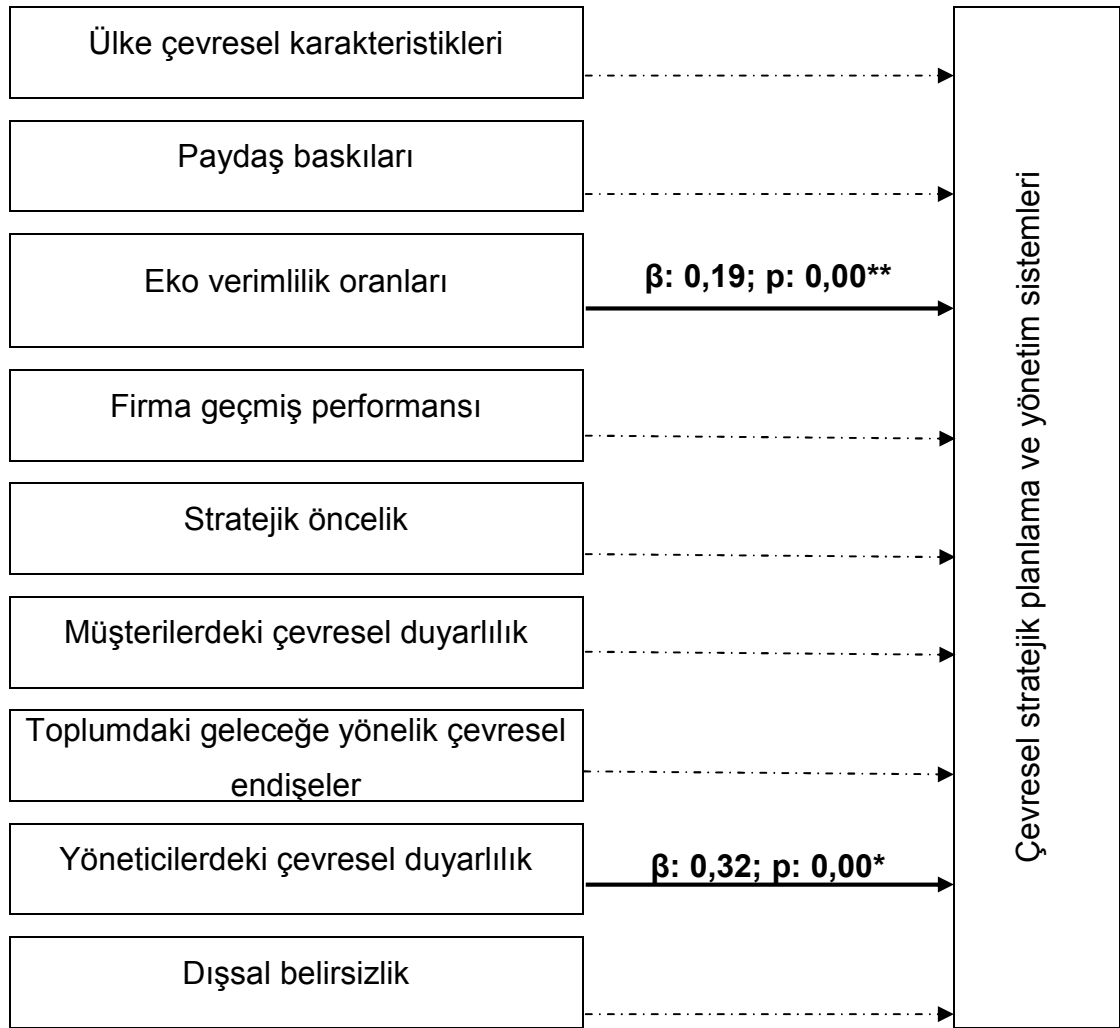 Ülke çevresel karakteristikleri
Paydaş baskıları
Eko verimlilik oranları
β: 0,19; p: 0,00**
Firma geçmiş performansı
Stratejik öncelik
Müşterilerdeki çevresel duyarlılık
Toplumdaki geleceğe yönelik çevresel
endişeler
Yöneticilerdeki çevresel duyarlılık
β: 0,32; p: 0,00*
Dışsal belirsizlik
Çevresel stratejik planlama ve yönetim sistemleri